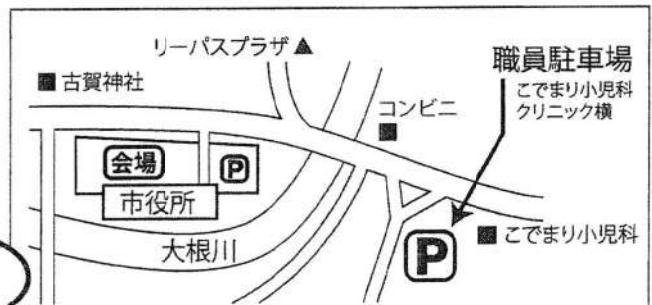 リーパスプラザ▲
■古賀神社
職員駐車場
こでまり小児科
クリニック横
コンビニ
■
会場
P
市役所
大根川
P
■こでまり小児科